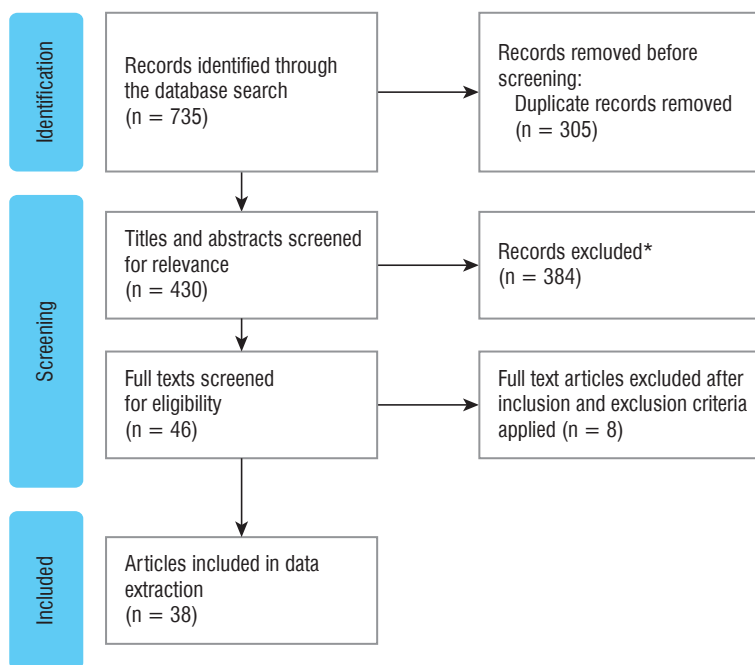 Identification
Records identified through
the database search
(n = 735)
Records removed before
screening:
Duplicate records removed
(n = 305)
Screening
Titles and abstracts screened
for relevance
(n = 430)
Records excluded*
(n = 384)
Full texts screened
for eligibility
(n = 46)
Full text articles excluded after
inclusion and exclusion criteria
applied (n = 8)
Included
Articles included in data
extraction
(n = 38)